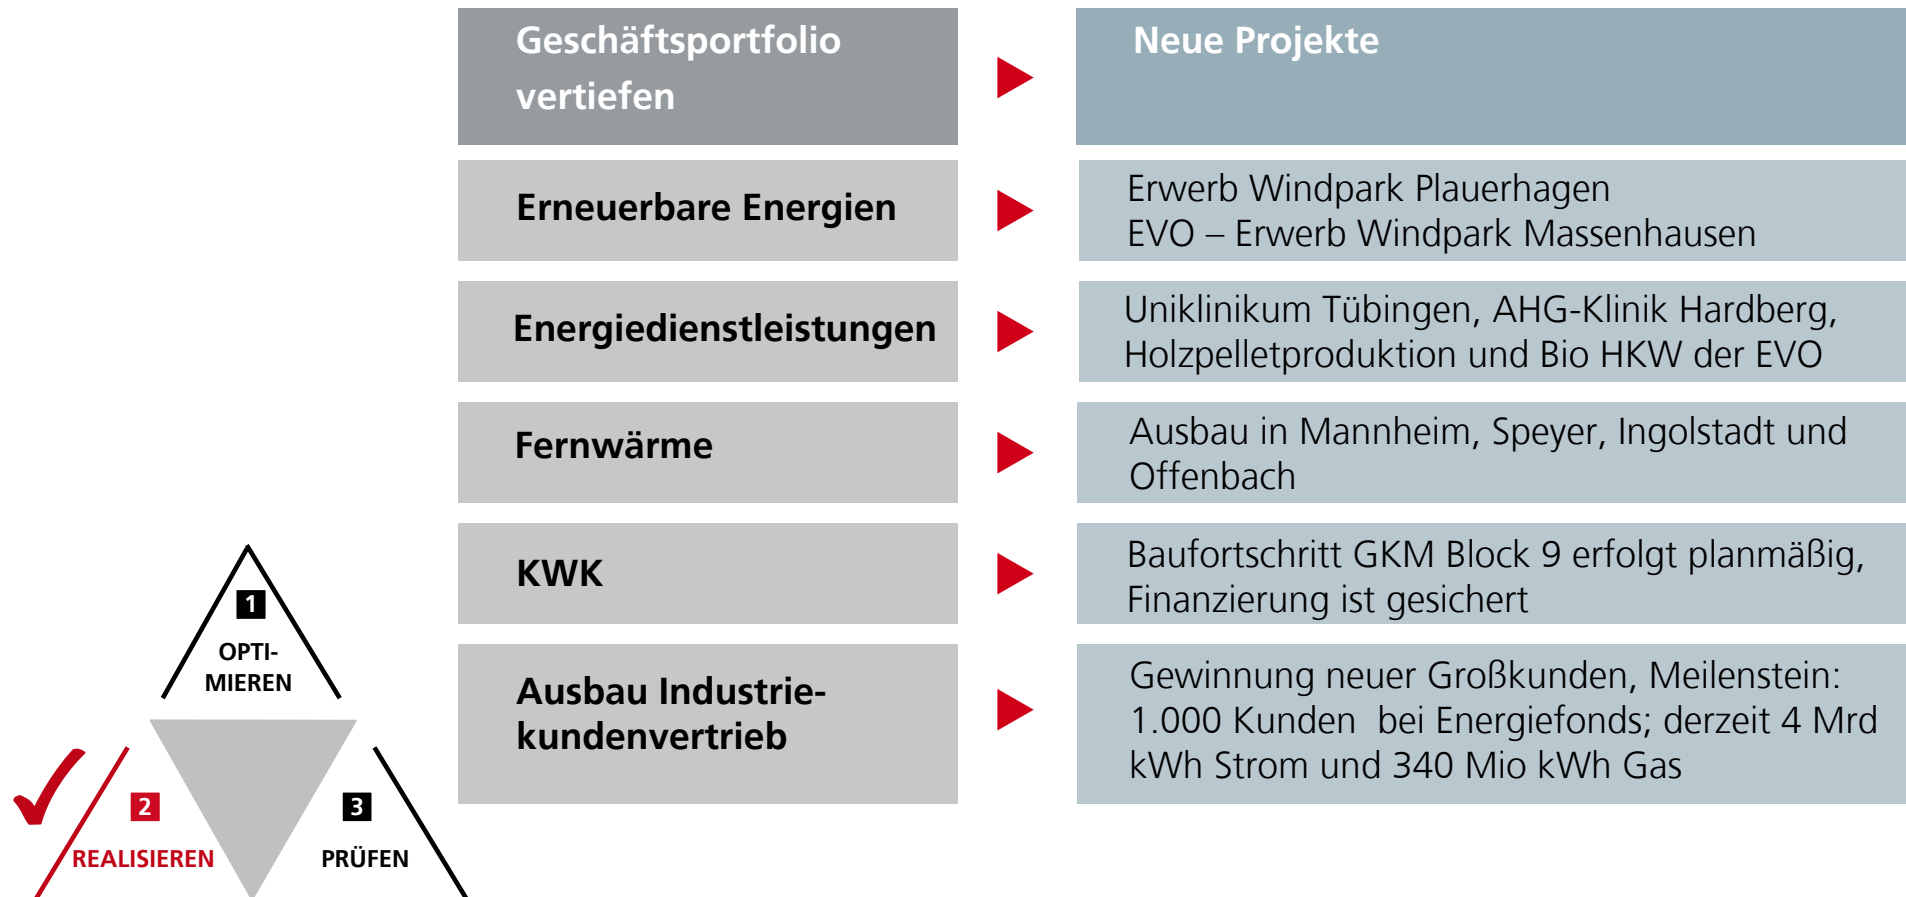 Geschäftsportfolio
vertiefen
Neue Projekte
Erneuerbare Energien
Erwerb Windpark Plauerhagen
EVO – Erwerb Windpark Massenhausen
Energiedienstleistungen
Uniklinikum Tübingen, AHG-Klinik Hardberg,
Holzpelletproduktion und Bio HKW der EVO
Fernwärme
Ausbau in Mannheim, Speyer, Ingolstadt und
Offenbach
KWK
Baufortschritt GKM Block 9 erfolgt planmäßig,
Finanzierung ist gesichert
Ausbau Industrie-
kundenvertrieb
Gewinnung neuer Großkunden, Meilenstein:
1.000 Kunden  bei Energiefonds; derzeit 4 Mrd
kWh Strom und 340 Mio kWh Gas
1
OPTI-
MIEREN
2
REALISIEREN
3
PRÜFEN